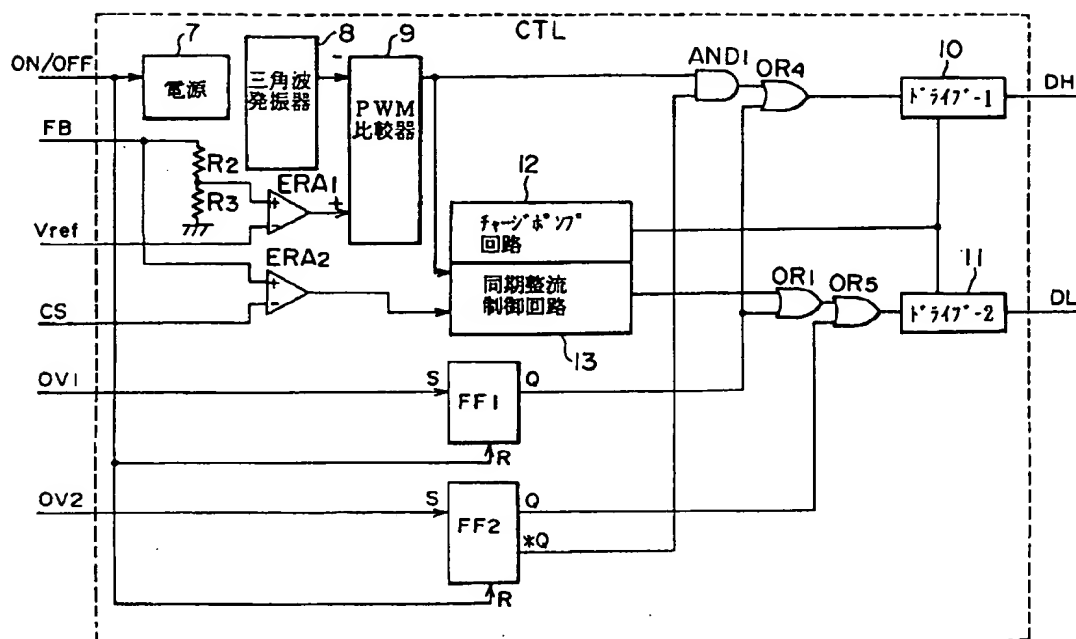 CTL
ON/OFF
7
電源
8
三角波
発振器
-
9
PWM
比較器
+
AND1
OR4
10
ドライブ-1
DH
FB
R2
R3
ERA1
Vref
ERA2
CS
12
チャージポンプ
回路
同期整流
制御回路
13
OR1
OR5
11
ドライブ-2
DL
+
-
+
-
OV1
S
FF1
Q
R
OV2
S
FF2
Q
*Q
R